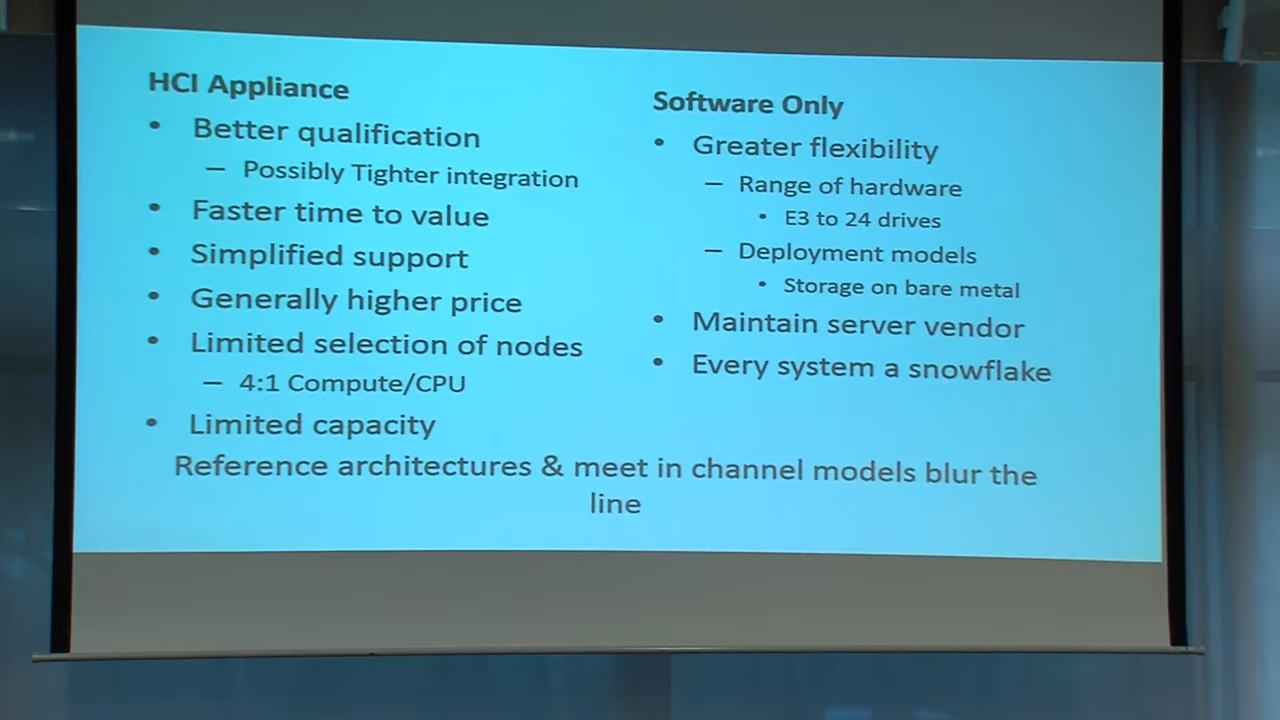 HCI Appliance
• Better qualification
– Possibly Tighter integration
• Faster time to value
• Simplified support
• Generally higher price
• Limited selection of nodes
– 4:1 Compute/CPU
• Limited capacity
Software Only
• Greater flexibility
– Range of hardware
• E3 to 24 drives
– Deployment models
• Storage on bare metal
• Maintain server vendor
• Every system a snowflake
Reference architectures & meet in channel models blur the
line